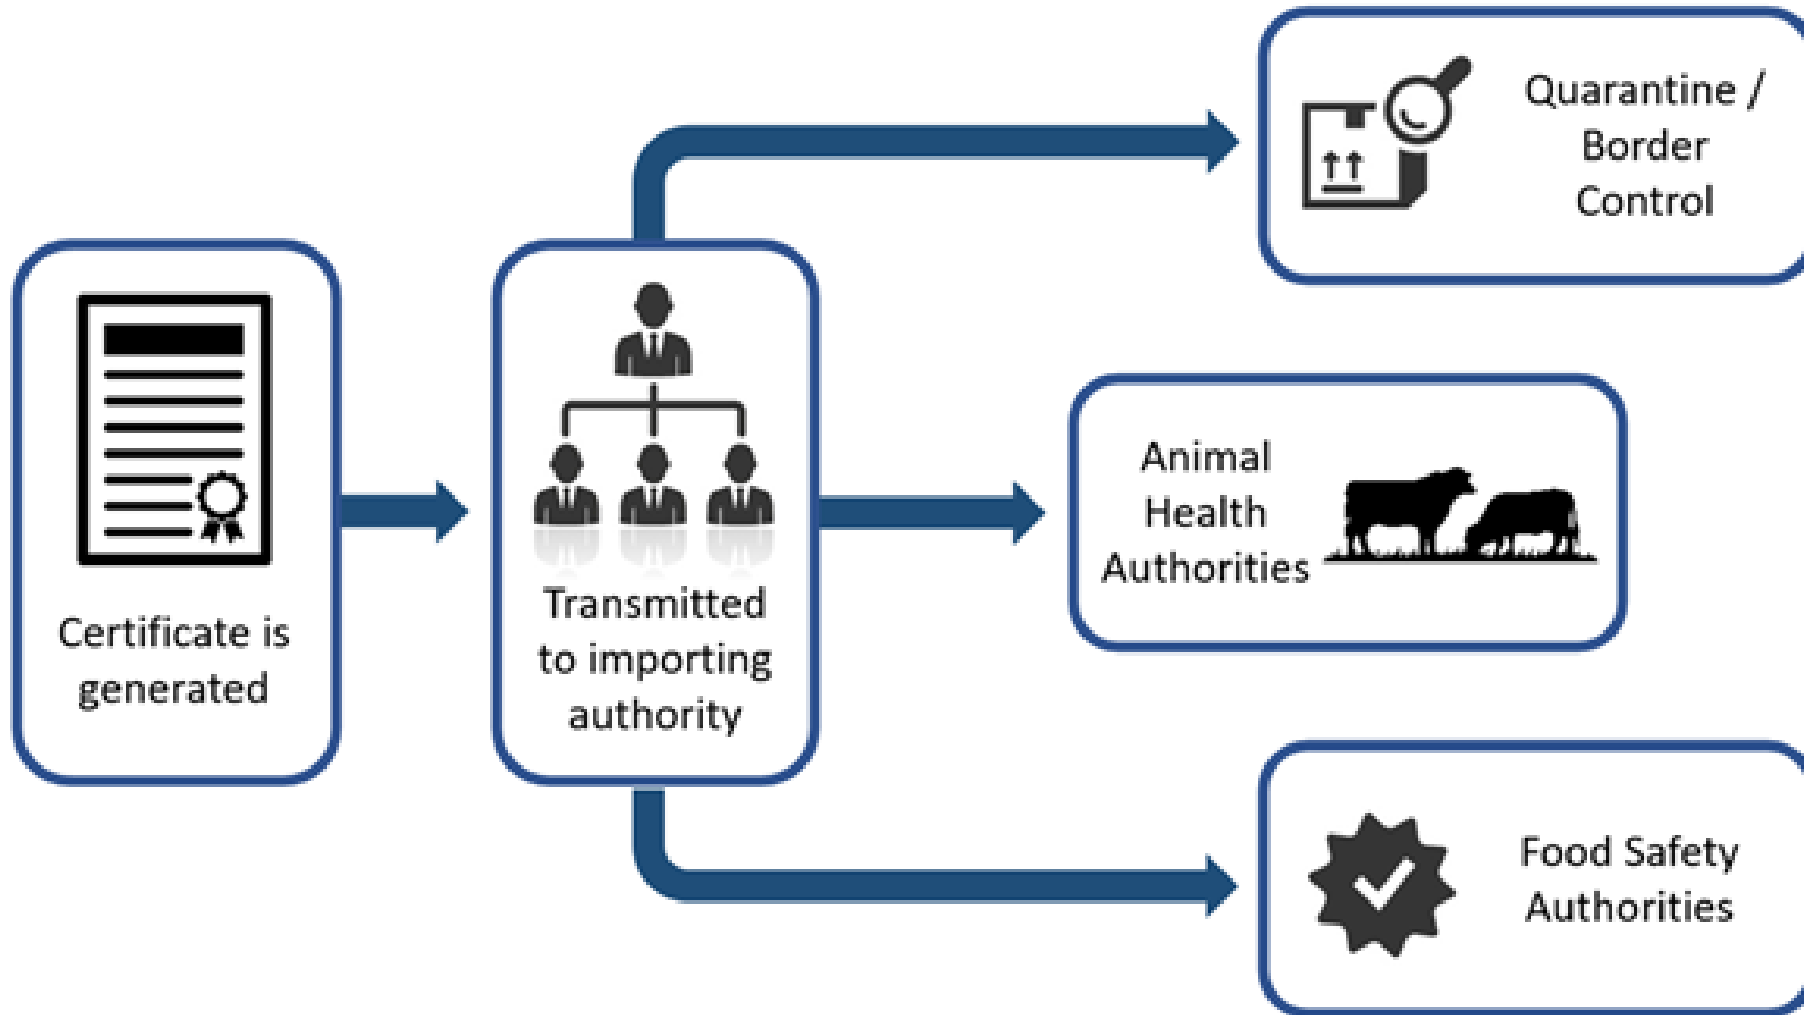 Certificate is
generated
Transmitted
to importing
authority
Quarantine /
Border
Control
Animal
Health
Authorities
Food Safety
Authorities